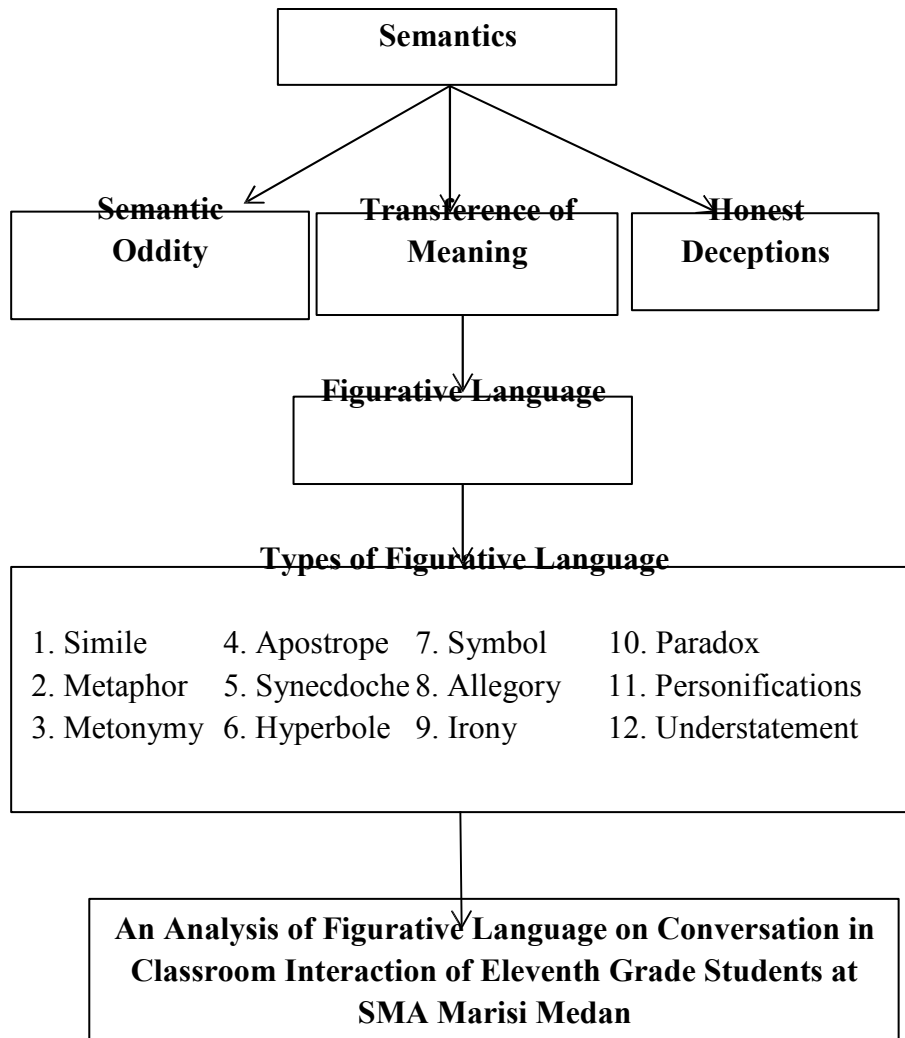 Semantics
Semantic
Oddity
Transference of
Meaning
Honest
Deceptions
Figurative Language
Types of Figurative Language
1. Simile 4. Apostrope 7. Symbol 10. Paradox
2. Metaphor 5. Synecdoche 8. Allegory 11. Personifications
3. Metonymy 6. Hyperbole 9. Irony 12. Understatement
An Analysis of Figurative Language on Conversation in
Classroom Interaction of Eleventh Grade Students at
SMA Marisi Medan